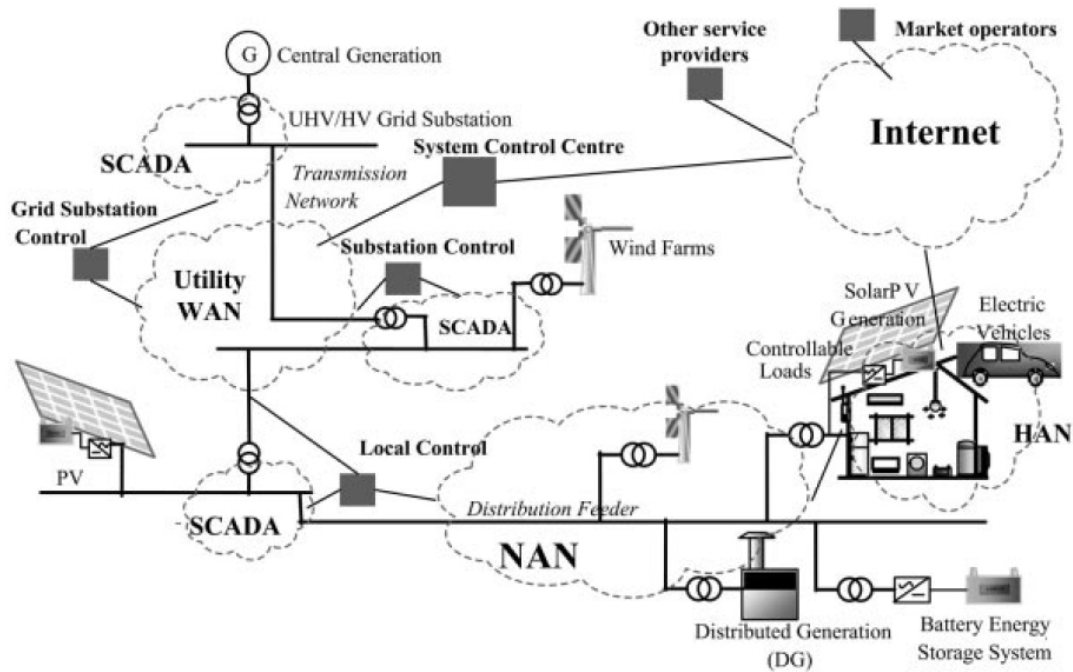 Other service
providers
Market operators
G
Central Generation
Internet
UHV/HV Grid Substation
SCADA
System Control Centre
Transmission
Network
Grid Substation
Control
Substation Control
Wind Farms
Utility
WAN
SCADA
SolarP V
Generation
Electric
Vehicles
Controllable
Loads
HAN
Local Control
PV
Distribution Feeder
SCADA
NAN
Distributed Generation
(DG)
Battery Energy
Storage System